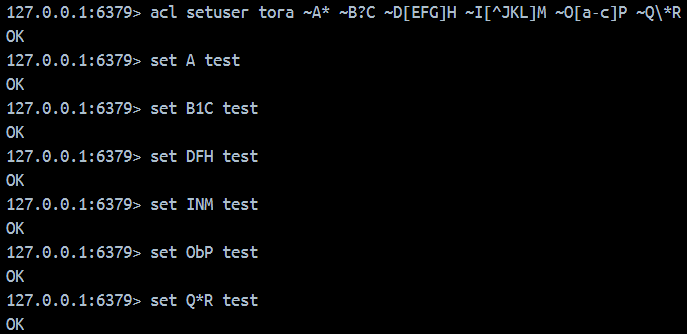 127.0.0.1:6379> acl setuser tora ~A* ~B?C ~D[EFG]H ~I[^JKL]M ~O[a-c]P ~Q\*R
OK
127.0.0.1:6379> set A test
OK
127.0.0.1:6379> set B1C test
OK
127.0.0.1:6379> set DFH test
OK
127.0.0.1:6379> set INM test
OK
127.0.0.1:6379> set ObP test
OK
127.0.0.1:6379> set Q*R test
OK